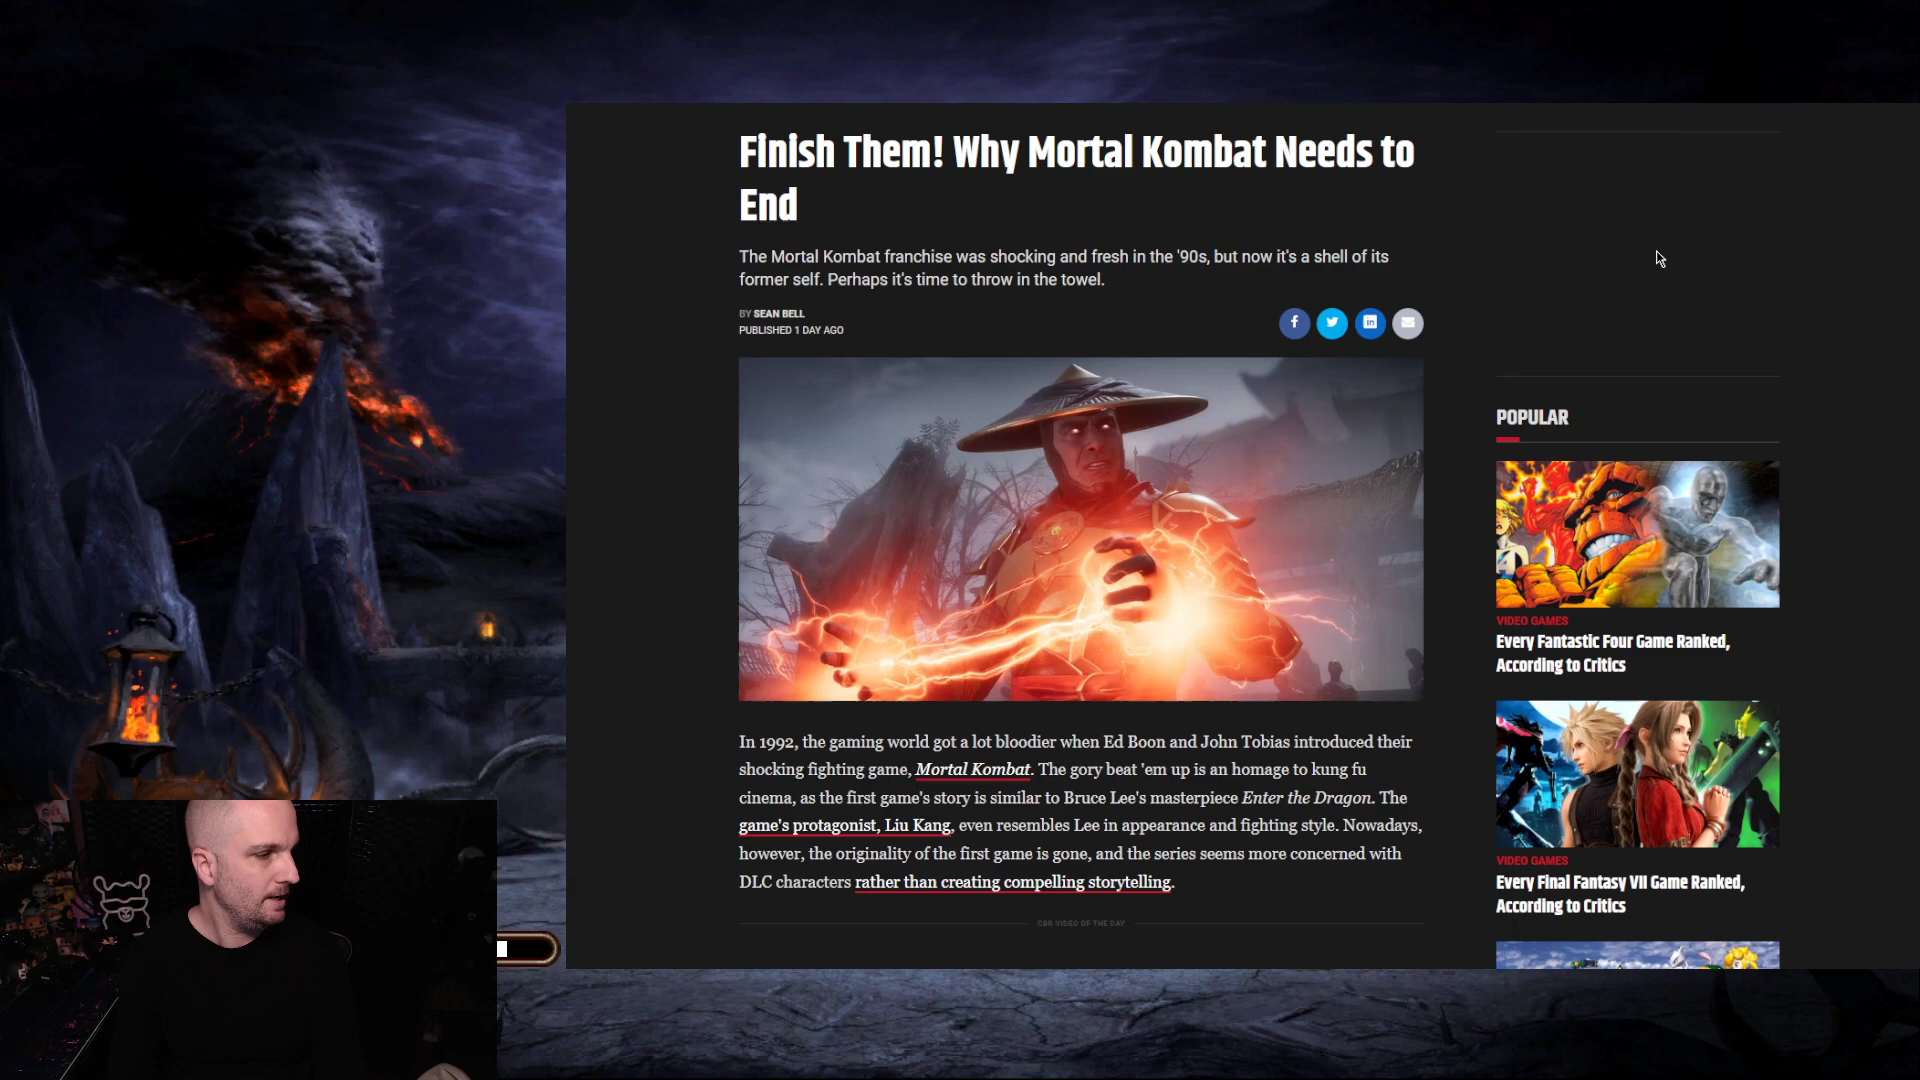 Finish Them! Why Mortal Kombat Needs to
End
The Mortal Kombat franchise was shocking and fresh in the '90s, but now it's a shell of its
former self. Perhaps it's time to throw in the towel.
BY SEAN BELL
PUBLISHED 1 DAY AGO
In 1992, the gaming world got a lot bloodier when Ed Boon and John Tobias introduced their
shocking fighting game, Mortal Kombat. The gory beat 'em up is an homage to kung fu
cinema, as the first game's story is similar to Bruce Lee's masterpiece Enter the Dragon. The
game's protagonist, Liu Kang, even resembles Lee in appearance and fighting style. Nowadays,
however, the originality of the first game is gone, and the series seems more concerned with
DLC characters rather than creating compelling storytelling.
CBR VIDEO OF THE DAY
POPULAR
VIDEO GAMES
Every Fantastic Four Game Ranked,
According to Critics
VIDEO GAMES
Every Final Fantasy VII Game Ranked,
According to Critics